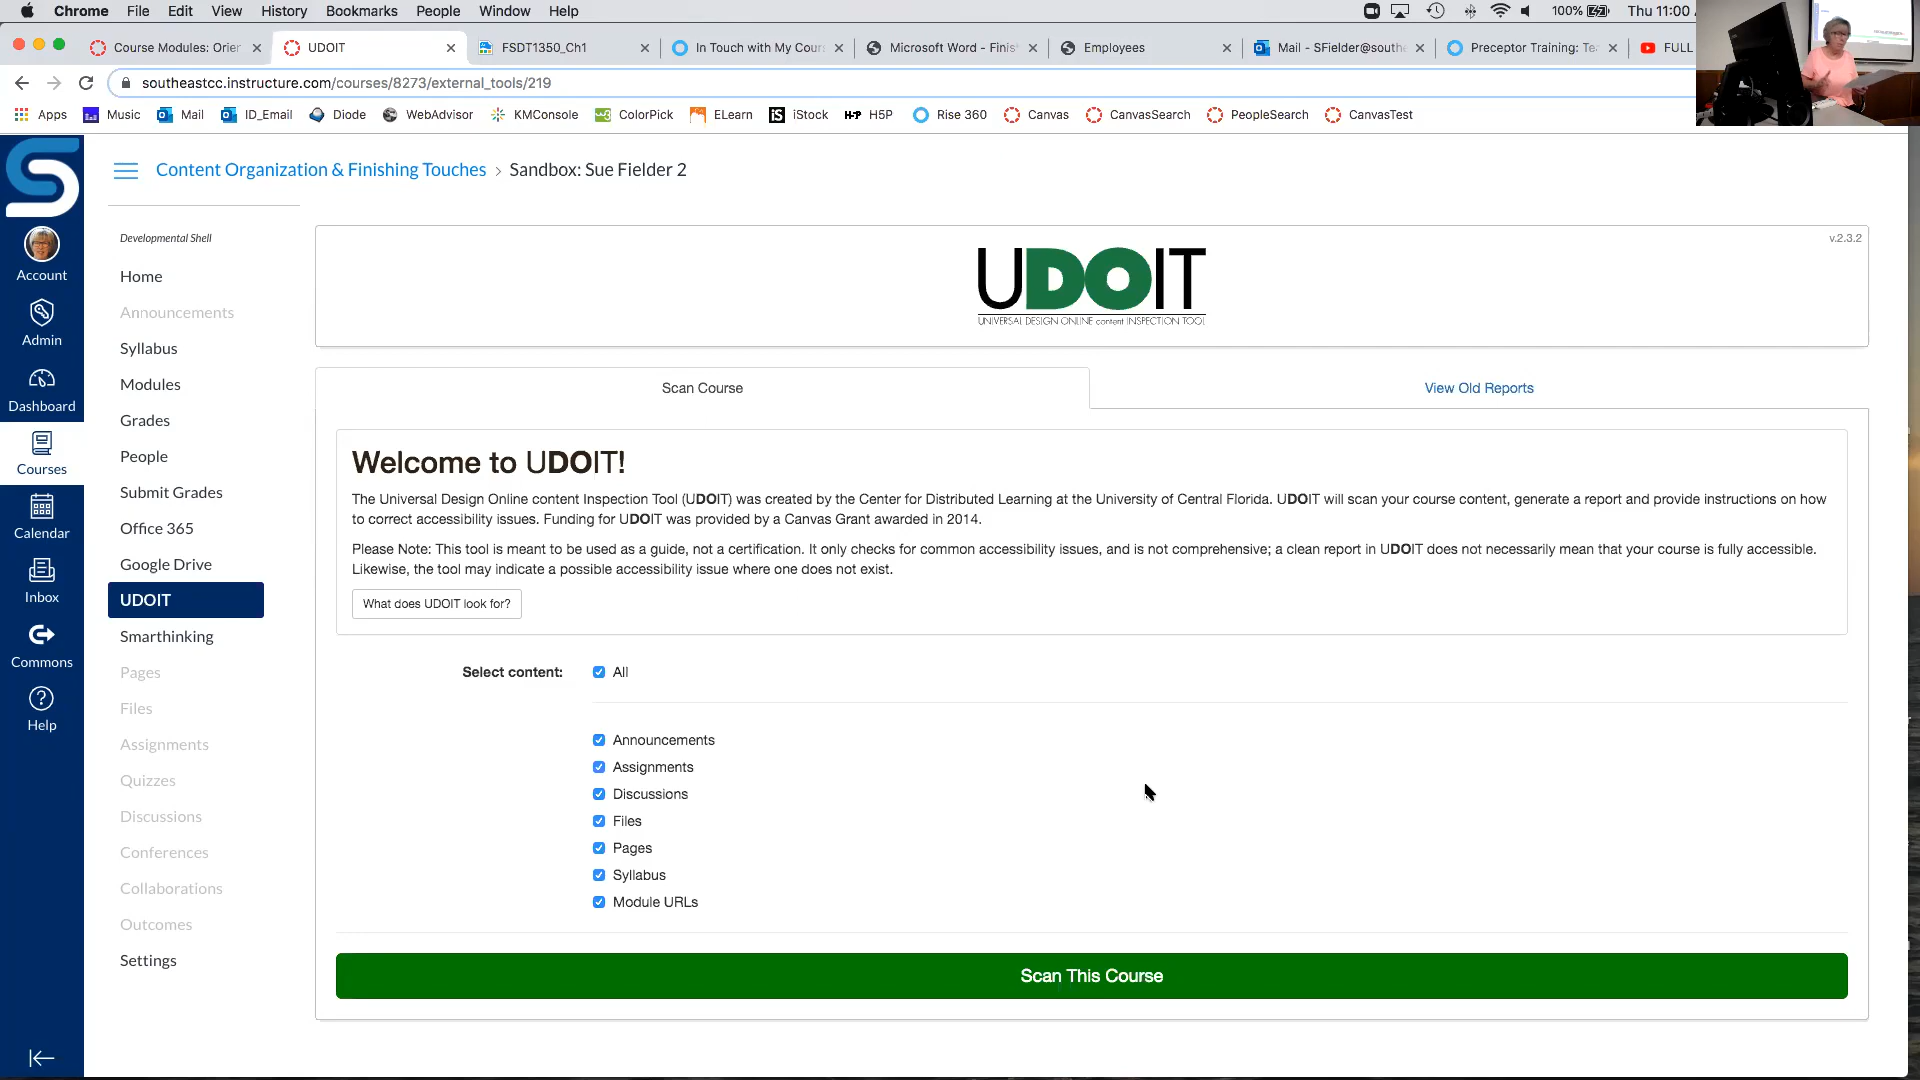 Chrome File Edit View History Bookmarks People Window Help 100% Thu 11:00
Course Modules: Orier
UDOIT
FSDT1350_Ch1
In Touch with My Cour
Microsoft Word - Finis
Employees
Mail - SFielder@southe
Preceptor Training: Te
FULL
southeastcc.instructure.com/courses/8273/external_tools/219
Apps Music Mail ID_Email Diode WebAdvisor KMConsole ColorPick ELearn iStock H5P Rise 360 Canvas CanvasSearch PeopleSearch CanvasTest
Account
Admin
Dashboard
Courses
Calendar
Inbox
Commons
Help
Content Organization & Finishing Touches › Sandbox: Sue Fielder 2
Developmental Shell
Home
Announcements
Syllabus
Modules
Grades
People
Submit Grades
Office 365
Google Drive
UDOIT
Smarthinking
Pages
Files
Assignments
Quizzes
Discussions
Conferences
Collaborations
Outcomes
Settings
v.2.3.2
UDOIT
UNIVERSAL DESIGN ONLINE content INSPECTION TOOL
Scan Course
View Old Reports
Welcome to UDOIT!
The Universal Design Online content Inspection Tool (UDOIT) was created by the Center for Distributed Learning at the University of Central Florida. UDOIT will scan your course content, generate a report and provide instructions on how
to correct accessibility issues. Funding for UDOIT was provided by a Canvas Grant awarded in 2014.
Please Note: This tool is meant to be used as a guide, not a certification. It only checks for common accessibility issues, and is not comprehensive; a clean report in UDOIT does not necessarily mean that your course is fully accessible.
Likewise, the tool may indicate a possible accessibility issue where one does not exist.
What does UDOIT look for?
Select content:
All
Announcements
Assignments
Discussions
Files
Pages
Syllabus
Module URLs
Scan This Course